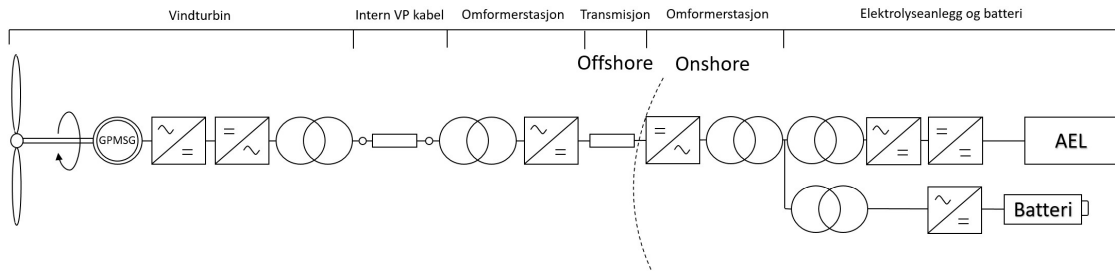 Vindturbin
Intern VP kabel
Omformerstasjon
Transmisjon
Omformerstasjon
Elektrolyseanlegg og batteri
Offshore
Onshore
GPMSG
AEL
Batteri